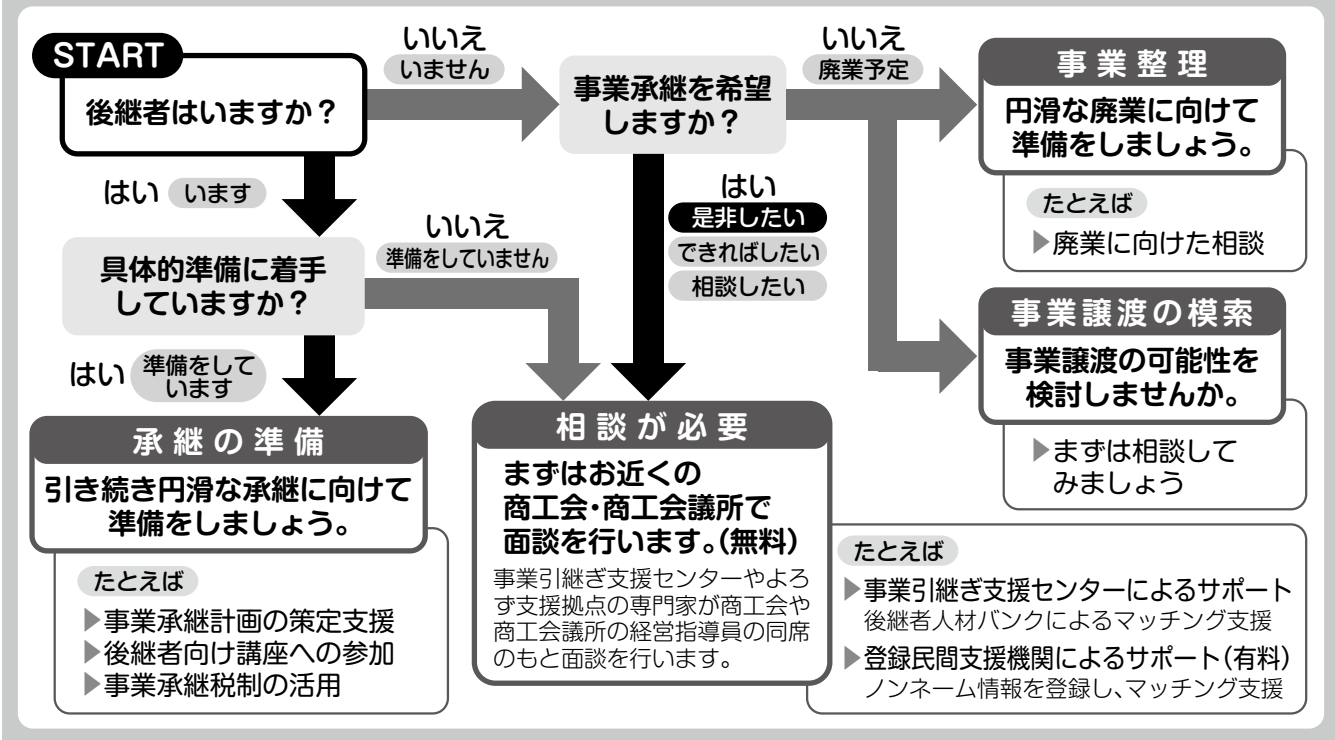 START
後継者はいますか？
いいえ
いません
事業承継を希望
しますか？
いいえ
廃業予定
事業整理
円滑な廃業に向けて
準備をしましょう。
たとえば
▶廃業に向けた相談
はい います
具体的準備に着手
していますか？
いいえ
準備をしていません
はい
是非したい
できればしたい
相談したい
事業譲渡の模索
事業譲渡の可能性を
検討しませんか。
▶まずは相談して
みましょう
はい 準備をして
います
承継の準備
引き続き円滑な承継に向けて
準備をしましょう。
たとえば
▶事業承継計画の策定支援
▶後継者向け講座への参加
▶事業承継税制の活用
相談が必要
まずはお近くの
商工会・商工会議所で
面談を行います。（無料）
事業引継ぎ支援センターやよろ
ず支援拠点の専門家が商工会や
商工会議所の経営指導員の同席
のもと面談を行います。
たとえば
▶事業引継ぎ支援センターによるサポート
後継者人材バンクによるマッチング支援
▶登録民間支援機関によるサポート（有料）
ノンネーム情報を登録し、マッチング支援